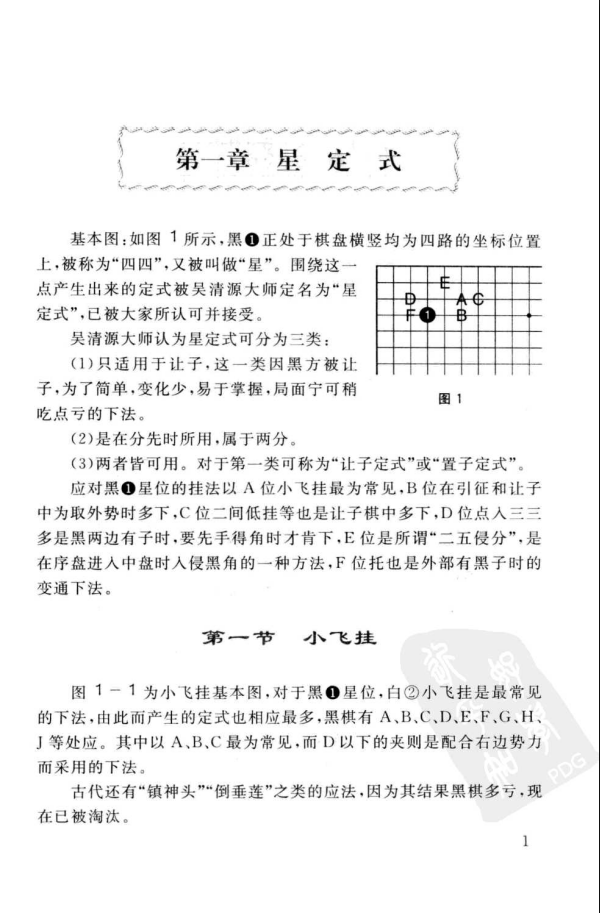 第一章 星 定 式
基本图:如图 1 所示,黑❶正处于棋盘横竖均为四路的坐标位置
上,被称为“四四”,又被叫做“星”。围绕这一
点产生出来的定式被吴清源大师定名为“星
定式”,已被大家所认可并接受。
吴清源大师认为星定式可分为三类:
(1)只适用于让子,这一类因黑方被让
子,为了简单,变化少,易于掌握,局面宁可稍
吃点亏的下法。
E
D A C
F ❶ B
图 1
(2)是在分先时所用,属于两分。
(3)两者皆可用。对于第一类可称为“让子定式”或“置子定式”。
应对黑❶星位的挂法以 A 位小飞挂最为常见,B 位在引征和让子
中为取外势时多下,C 位二间低挂等也是让子棋中多下,D 位点入三三
多是黑两边有子时,要先手得角时才肯下,E 位是所谓“二五侵分”,是
在序盘进入中盘时入侵黑角的一种方法,F 位托也是外部有黑子时的
变通下法。
第一节 小飞挂
图 1－1 为小飞挂基本图,对于黑❶星位,白②小飞挂是最常见
的下法,由此而产生的定式也相应最多,黑棋有 A、B、C、D、E、F、G、H、
J 等处应。其中以 A、B、C 最为常见,而 D 以下的夹则是配合右边势力
而采用的下法。
古代还有“镇神头”“倒垂莲”之类的应法,因为其结果黑棋多亏,现
在已被淘汰。
PDG
1